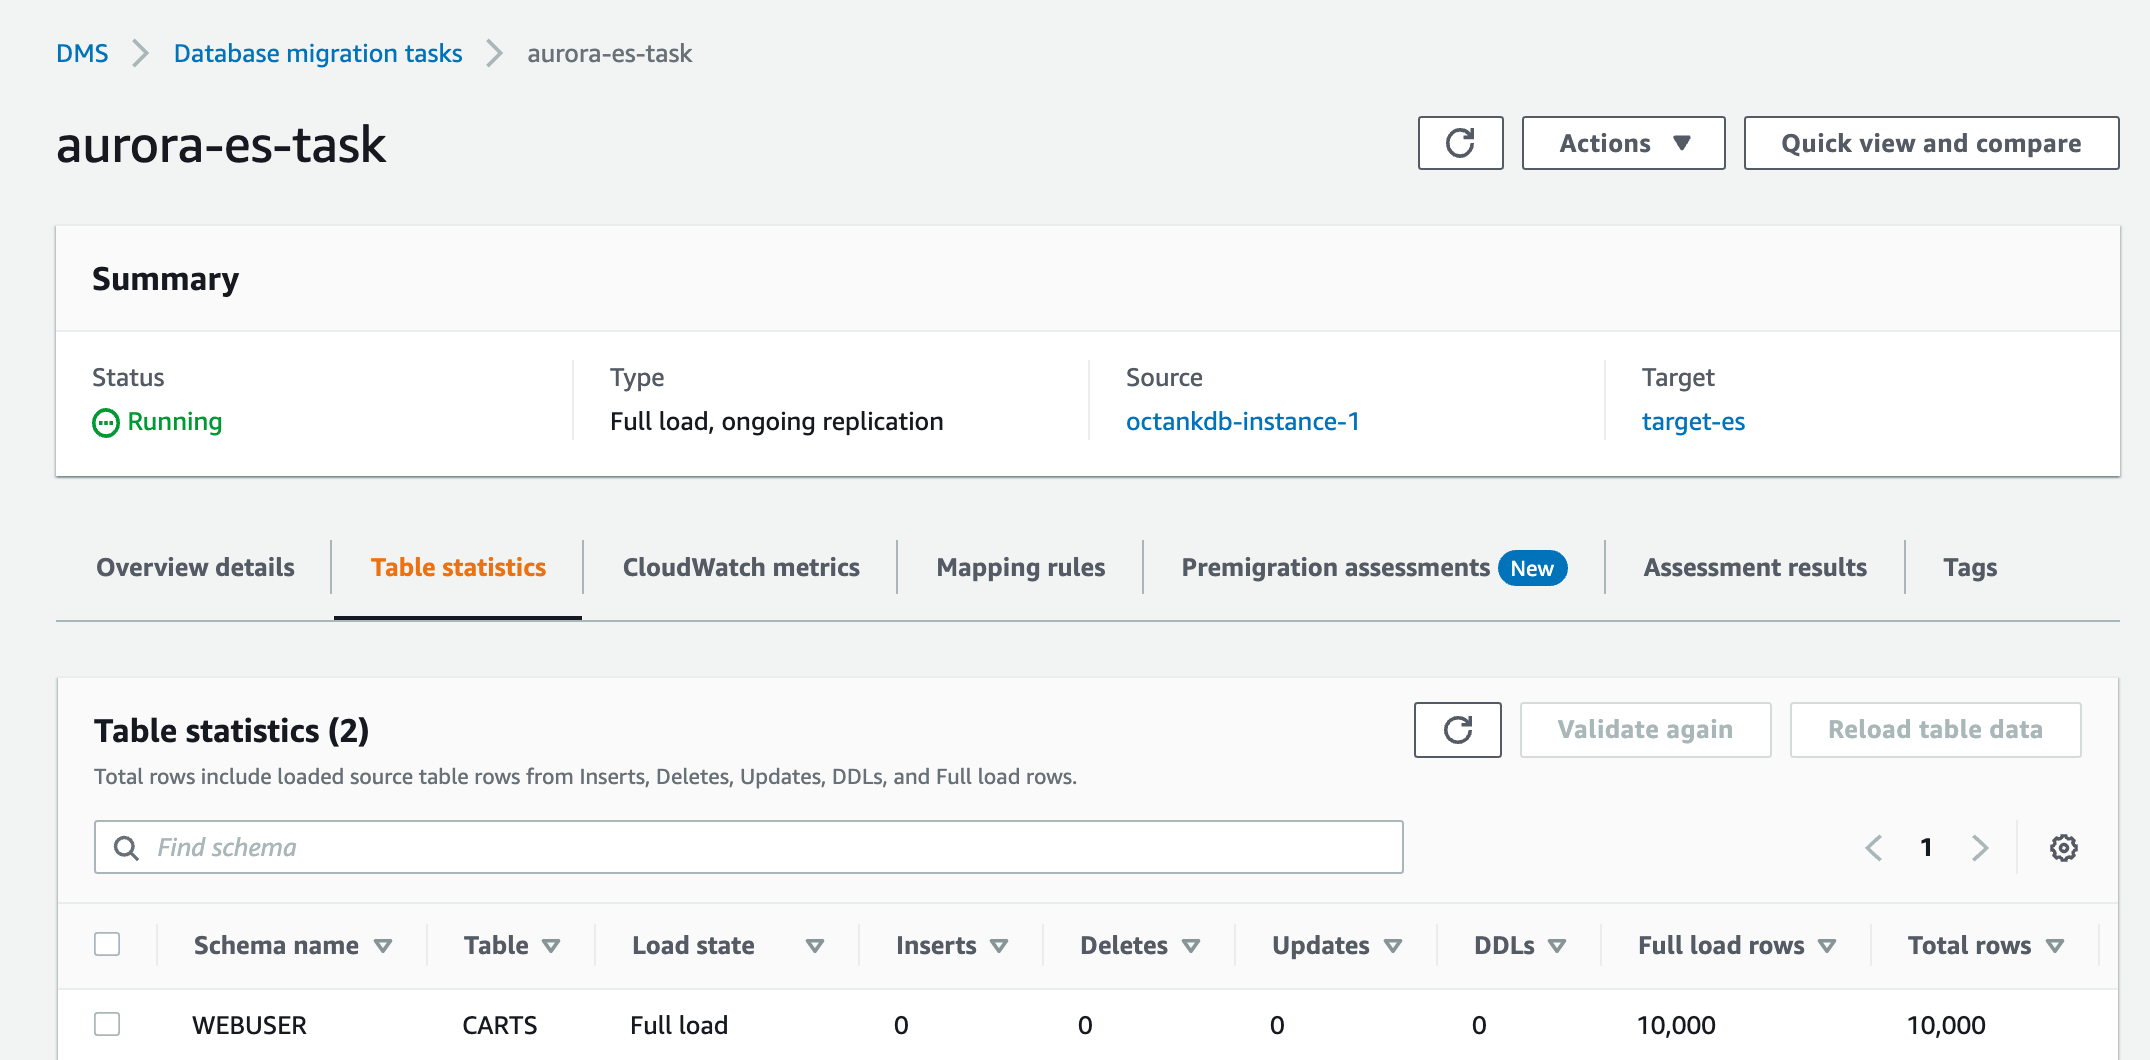 DMS Database migration tasks aurora-es-task
aurora-es-task
Actions Quick view and compare
Summary
Status Type Source Target
Running Full load, ongoing replication octankdb-instance-1 target-es
Overview details Table statistics CloudWatch metrics Mapping rules Premigration assessments New Assessment results Tags
Table statistics (2) Validate again Reload table data
Total rows include loaded source table rows from Inserts, Deletes, Updates, DDLs, and Full load rows.
Find schema 1
Schema name Table Load state Inserts Deletes Updates DDLs Full load rows Total rows
WEBUSER CARTS Full load 0 0 0 0 10,000 10,000